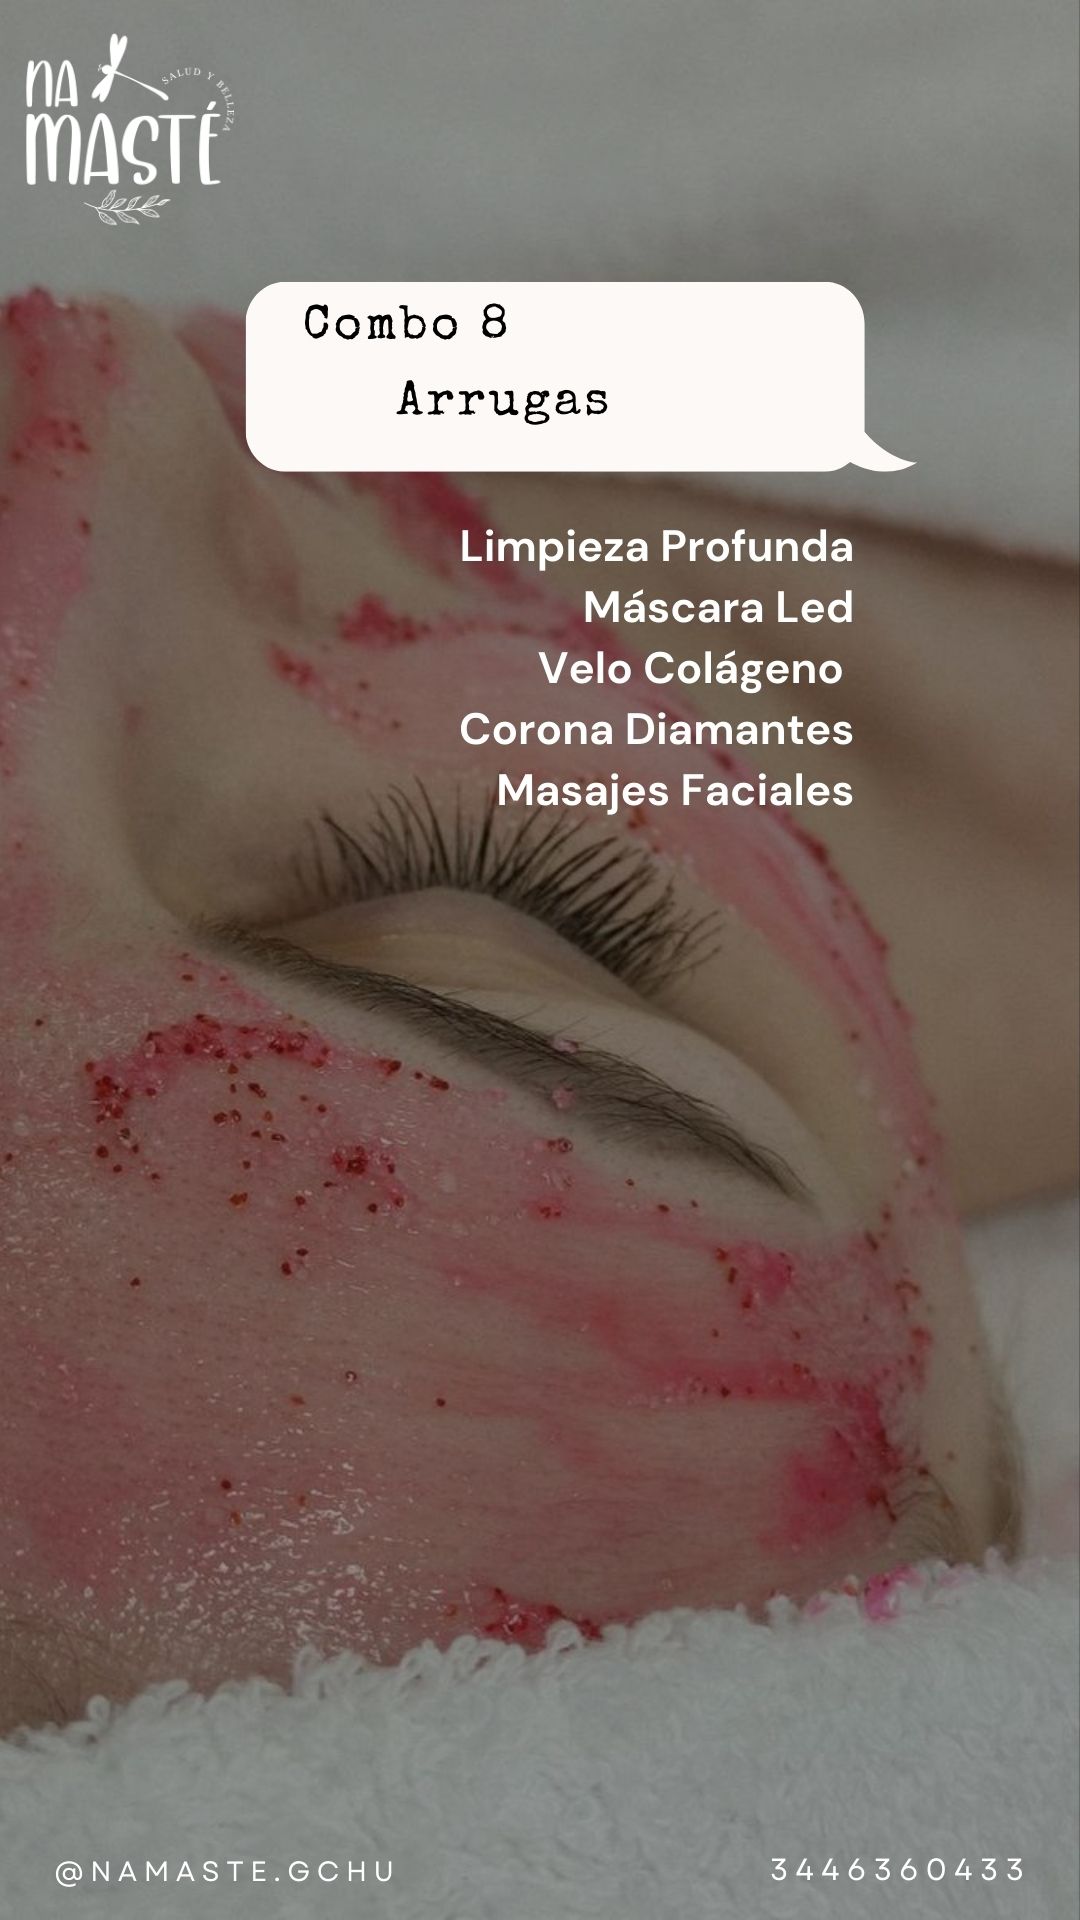 NA
MASTÉ
SALUD Y BELLEZA
Combo 8
Arrugas
Limpieza Profunda
Máscara Led
Velo Colágeno
Corona Diamantes
Masajes Faciales
@NAMASTE.GCHU
3446360433